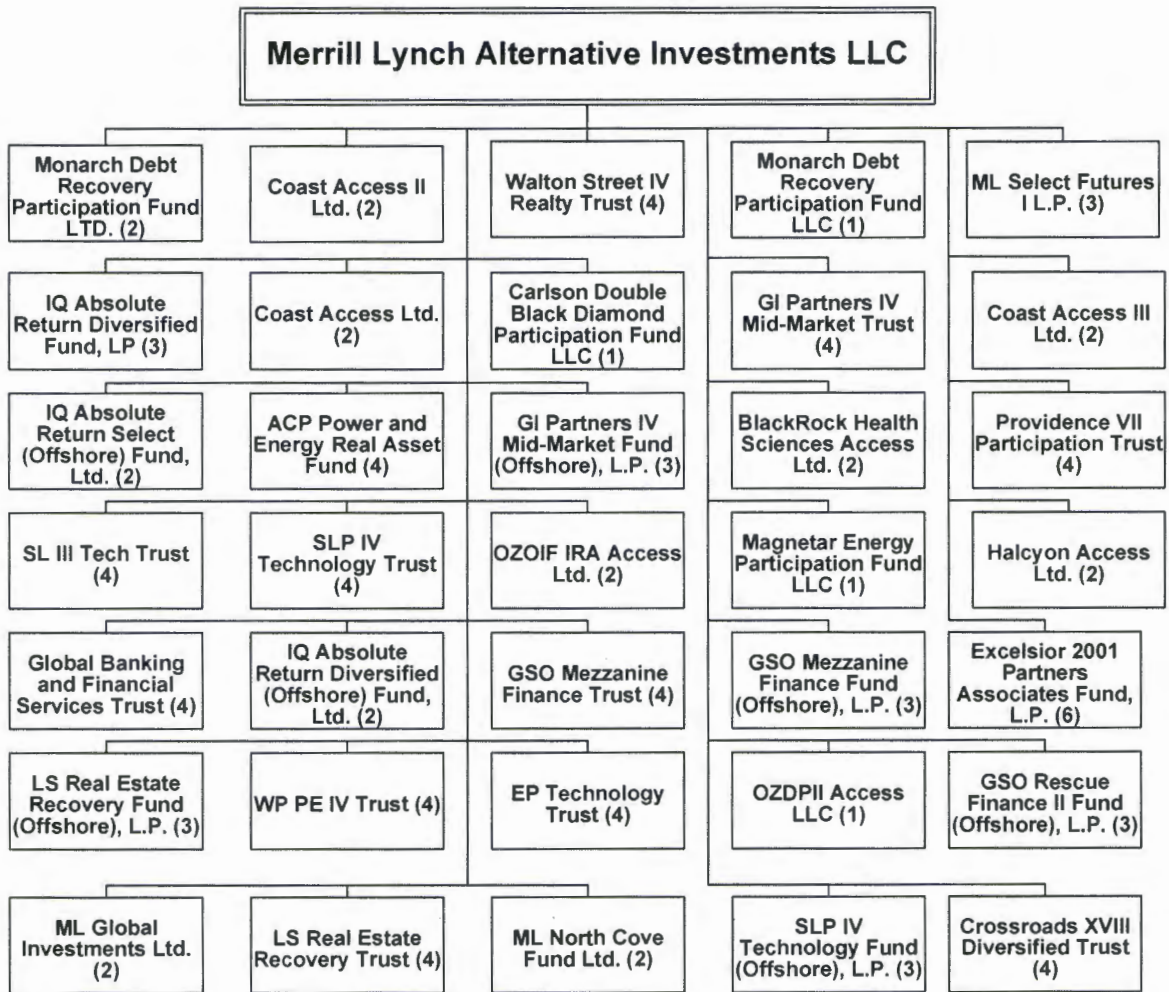 Merrill Lynch Alternative Investments LLC
Monarch Debt
Recovery
Participation Fund
LTD. (2)
Coast Access II
Ltd. (2)
Walton Street IV
Realty Trust (4)
Monarch Debt
Recovery
Participation Fund
LLC (1)
ML Select Futures
I L.P. (3)
IQ Absolute
Return Diversified
Fund, LP (3)
Coast Access Ltd.
(2)
Carlson Double
Black Diamond
Participation Fund
LLC (1)
GI Partners IV
Mid-Market Trust
(4)
Coast Access III
Ltd. (2)
IQ Absolute
Return Select
(Offshore) Fund,
Ltd. (2)
ACP Power and
Energy Real Asset
Fund (4)
GI Partners IV
Mid-Market Fund
(Offshore), L.P. (3)
BlackRock Health
Sciences Access
Ltd. (2)
Providence VII
Participation Trust
(4)
SL III Tech Trust
(4)
SLP IV
Technology Trust
(4)
OZOIF IRA Access
Ltd. (2)
Magnetar Energy
Participation Fund
LLC (1)
Halcyon Access
Ltd. (2)
Global Banking
and Financial
Services Trust (4)
IQ Absolute
Return Diversified
(Offshore) Fund,
Ltd. (2)
GSO Mezzanine
Finance Trust (4)
GSO Mezzanine
Finance Fund
(Offshore), L.P. (3)
Excelsior 2001
Partners
Associates Fund,
L.P. (6)
LS Real Estate
Recovery Fund
(Offshore), L.P. (3)
WP PE IV Trust (4)
EP Technology
Trust (4)
OZDPII Access
LLC (1)
GSO Rescue
Finance II Fund
(Offshore), L.P. (3)
ML Global
Investments Ltd.
(2)
LS Real Estate
Recovery Trust (4)
ML North Cove
Fund Ltd. (2)
SLP IV
Technology Fund
(Offshore), L.P. (3)
Crossroads XVIII
Diversified Trust
(4)